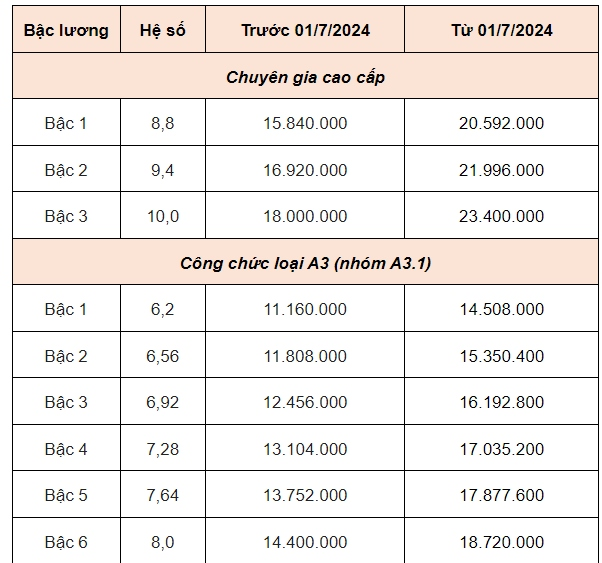 Bậc lương Hệ số Trước 01/7/2024 Từ 01/7/2024
Chuyên gia cao cấp
Bậc 1 8,8 15.840.000 20.592.000
Bậc 2 9,4 16.920.000 21.996.000
Bậc 3 10,0 18.000.000 23.400.000
Công chức loại A3 (nhóm A3.1)
Bậc 1 6,2 11.160.000 14.508.000
Bậc 2 6,56 11.808.000 15.350.400
Bậc 3 6,92 12.456.000 16.192.800
Bậc 4 7,28 13.104.000 17.035.200
Bậc 5 7,64 13.752.000 17.877.600
Bậc 6 8,0 14.400.000 18.720.000